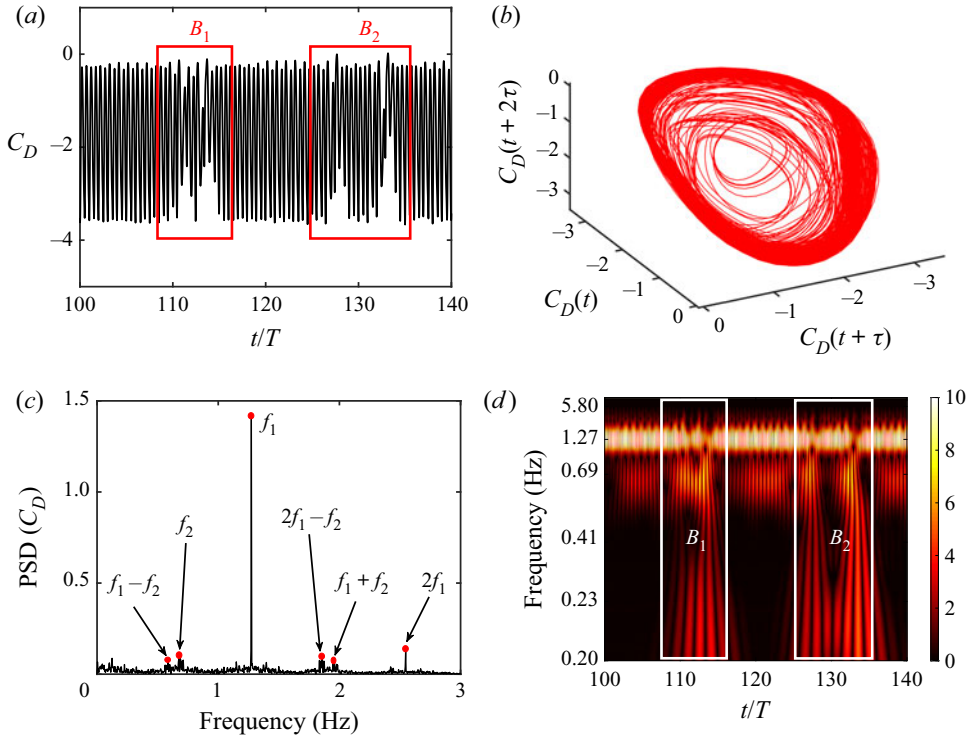 (a)
B1
B2
0
−2
−4
CD
100 110 120 130 140
t/T
(b)
0
−1
−2
−3
CD(t + 2τ)
−3
−2
−1
0
CD(t)
0
−1
−2
−3
CD(t + τ)
(c)
1.5
1.0
0.5
PSD (CD)
f1
f2
f1 − f2
2f1 − f2
f1 + f2
2f1
0 1 2 3
Frequency (Hz)
(d)
5.80
1.27
0.69
0.41
0.23
0.20
Frequency (Hz)
B1
B2
100 110 120 130 140
t/T
10
8
6
4
2
0